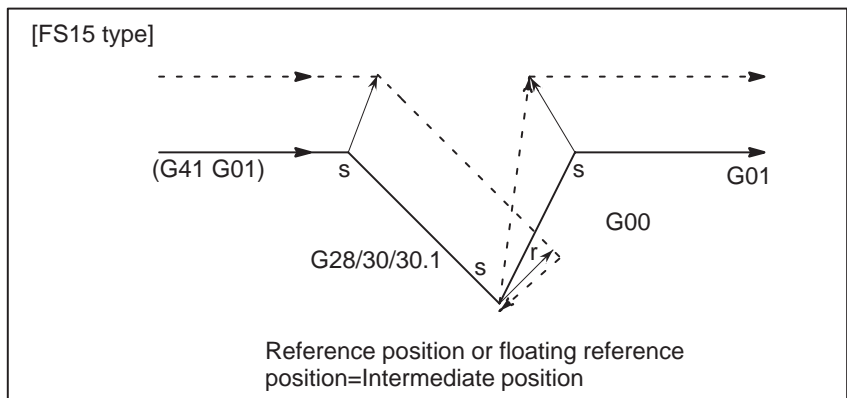 [FS15 type]
(G41 G01)
s
s
G01
G00
G28/30/30.1
s
r
Reference position or floating reference
position=Intermediate position